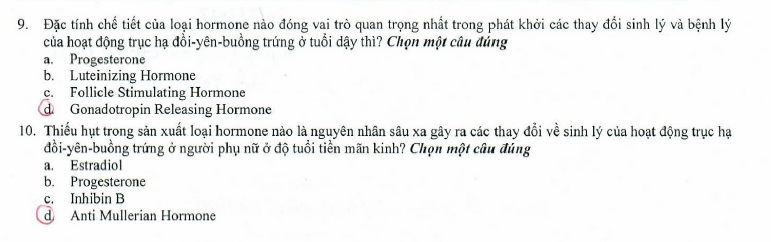 9. Đặc tính chế tiết của loại hormone nào đóng vai trò quan trọng nhất trong phát khởi các thay đổi sinh lý và bệnh lý
của hoạt động trục hạ đồi-yên-buồng trứng ở tuổi dậy thì? Chọn một câu đúng
a. Progesterone
b. Luteinizing Hormone
c. Follicle Stimulating Hormone
d. Gonadotropin Releasing Hormone
10. Thiếu hụt trong sản xuất loại hormone nào là nguyên nhân sâu xa gây ra các thay đổi về sinh lý của hoạt động trục hạ
đồi-yên-buồng trứng ở người phụ nữ ở độ tuổi tiền mãn kinh? Chọn một câu đúng
a. Estradiol
b. Progesterone
c. Inhibin B
d. Anti Mullerian Hormone